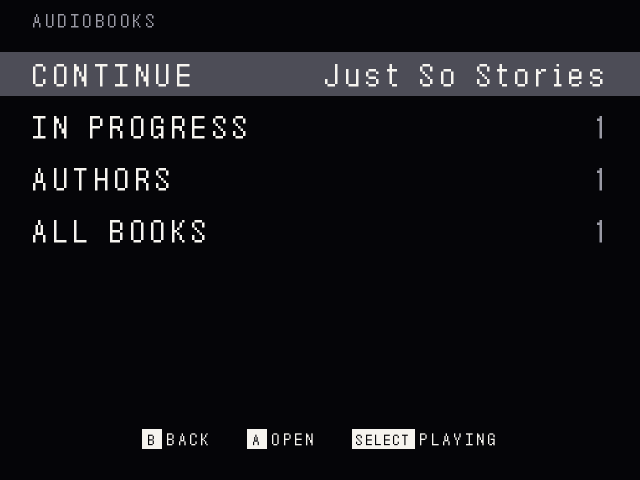 AUDIOBOOKS
CONTINUE Just So Stories
IN PROGRESS 1
AUTHORS 1
ALL BOOKS 1
B BACK A OPEN SELECT PLAYING